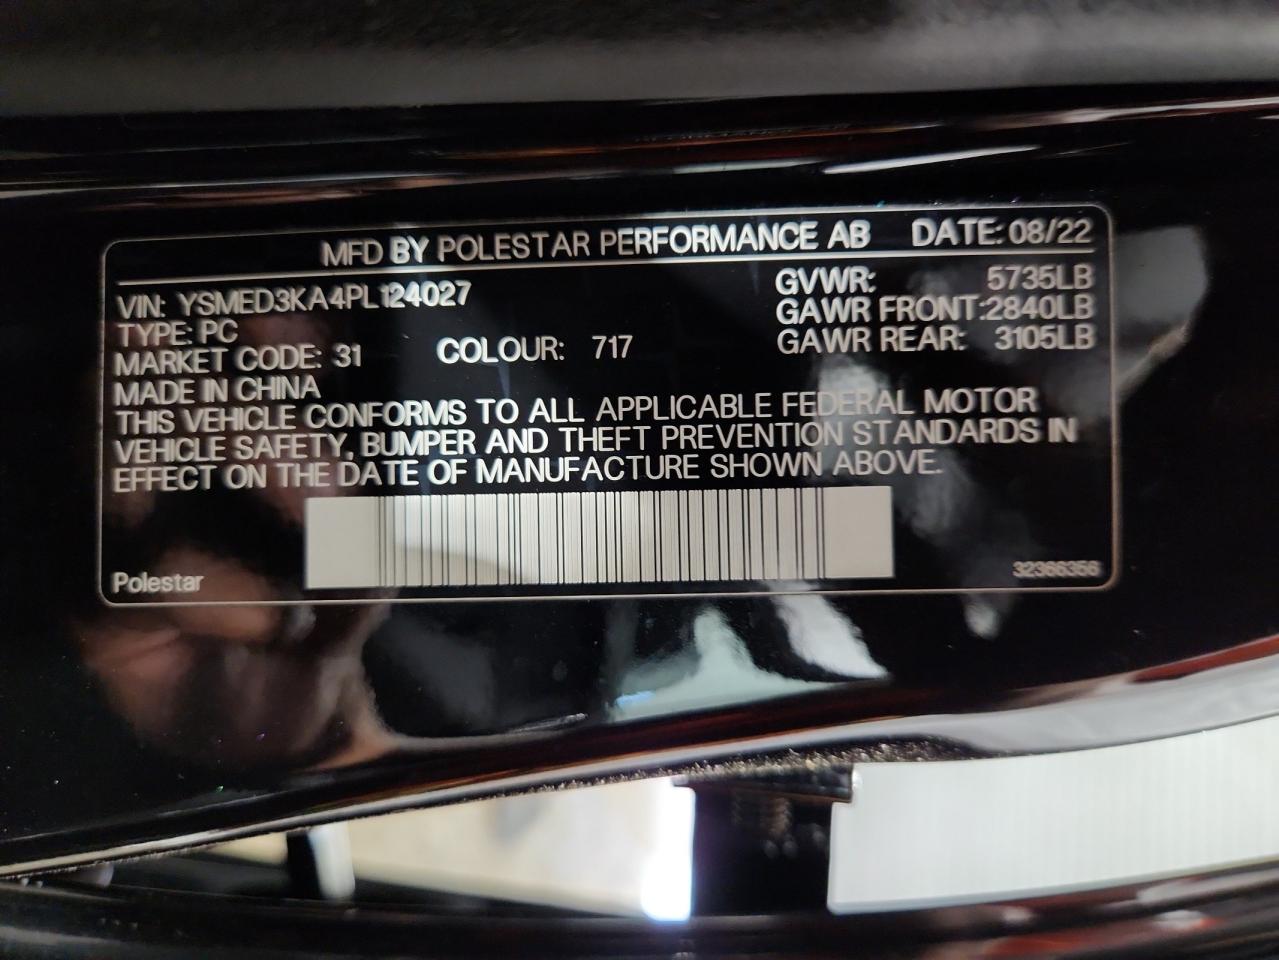 MFD BY POLESTAR PERFORMANCE AB DATE: 08/22
VIN: YSMED3KA4PL124027 GVWR: 5735LB
TYPE: PC GAWR FRONT: 2840LB
MARKET CODE: 31 COLOUR: 717 GAWR REAR: 3105LB
MADE IN CHINA
THIS VEHICLE CONFORMS TO ALL APPLICABLE FEDERAL MOTOR
VEHICLE SAFETY, BUMPER AND THEFT PREVENTION STANDARDS IN
EFFECT ON THE DATE OF MANUFACTURE SHOWN ABOVE.
Polestar 32366356